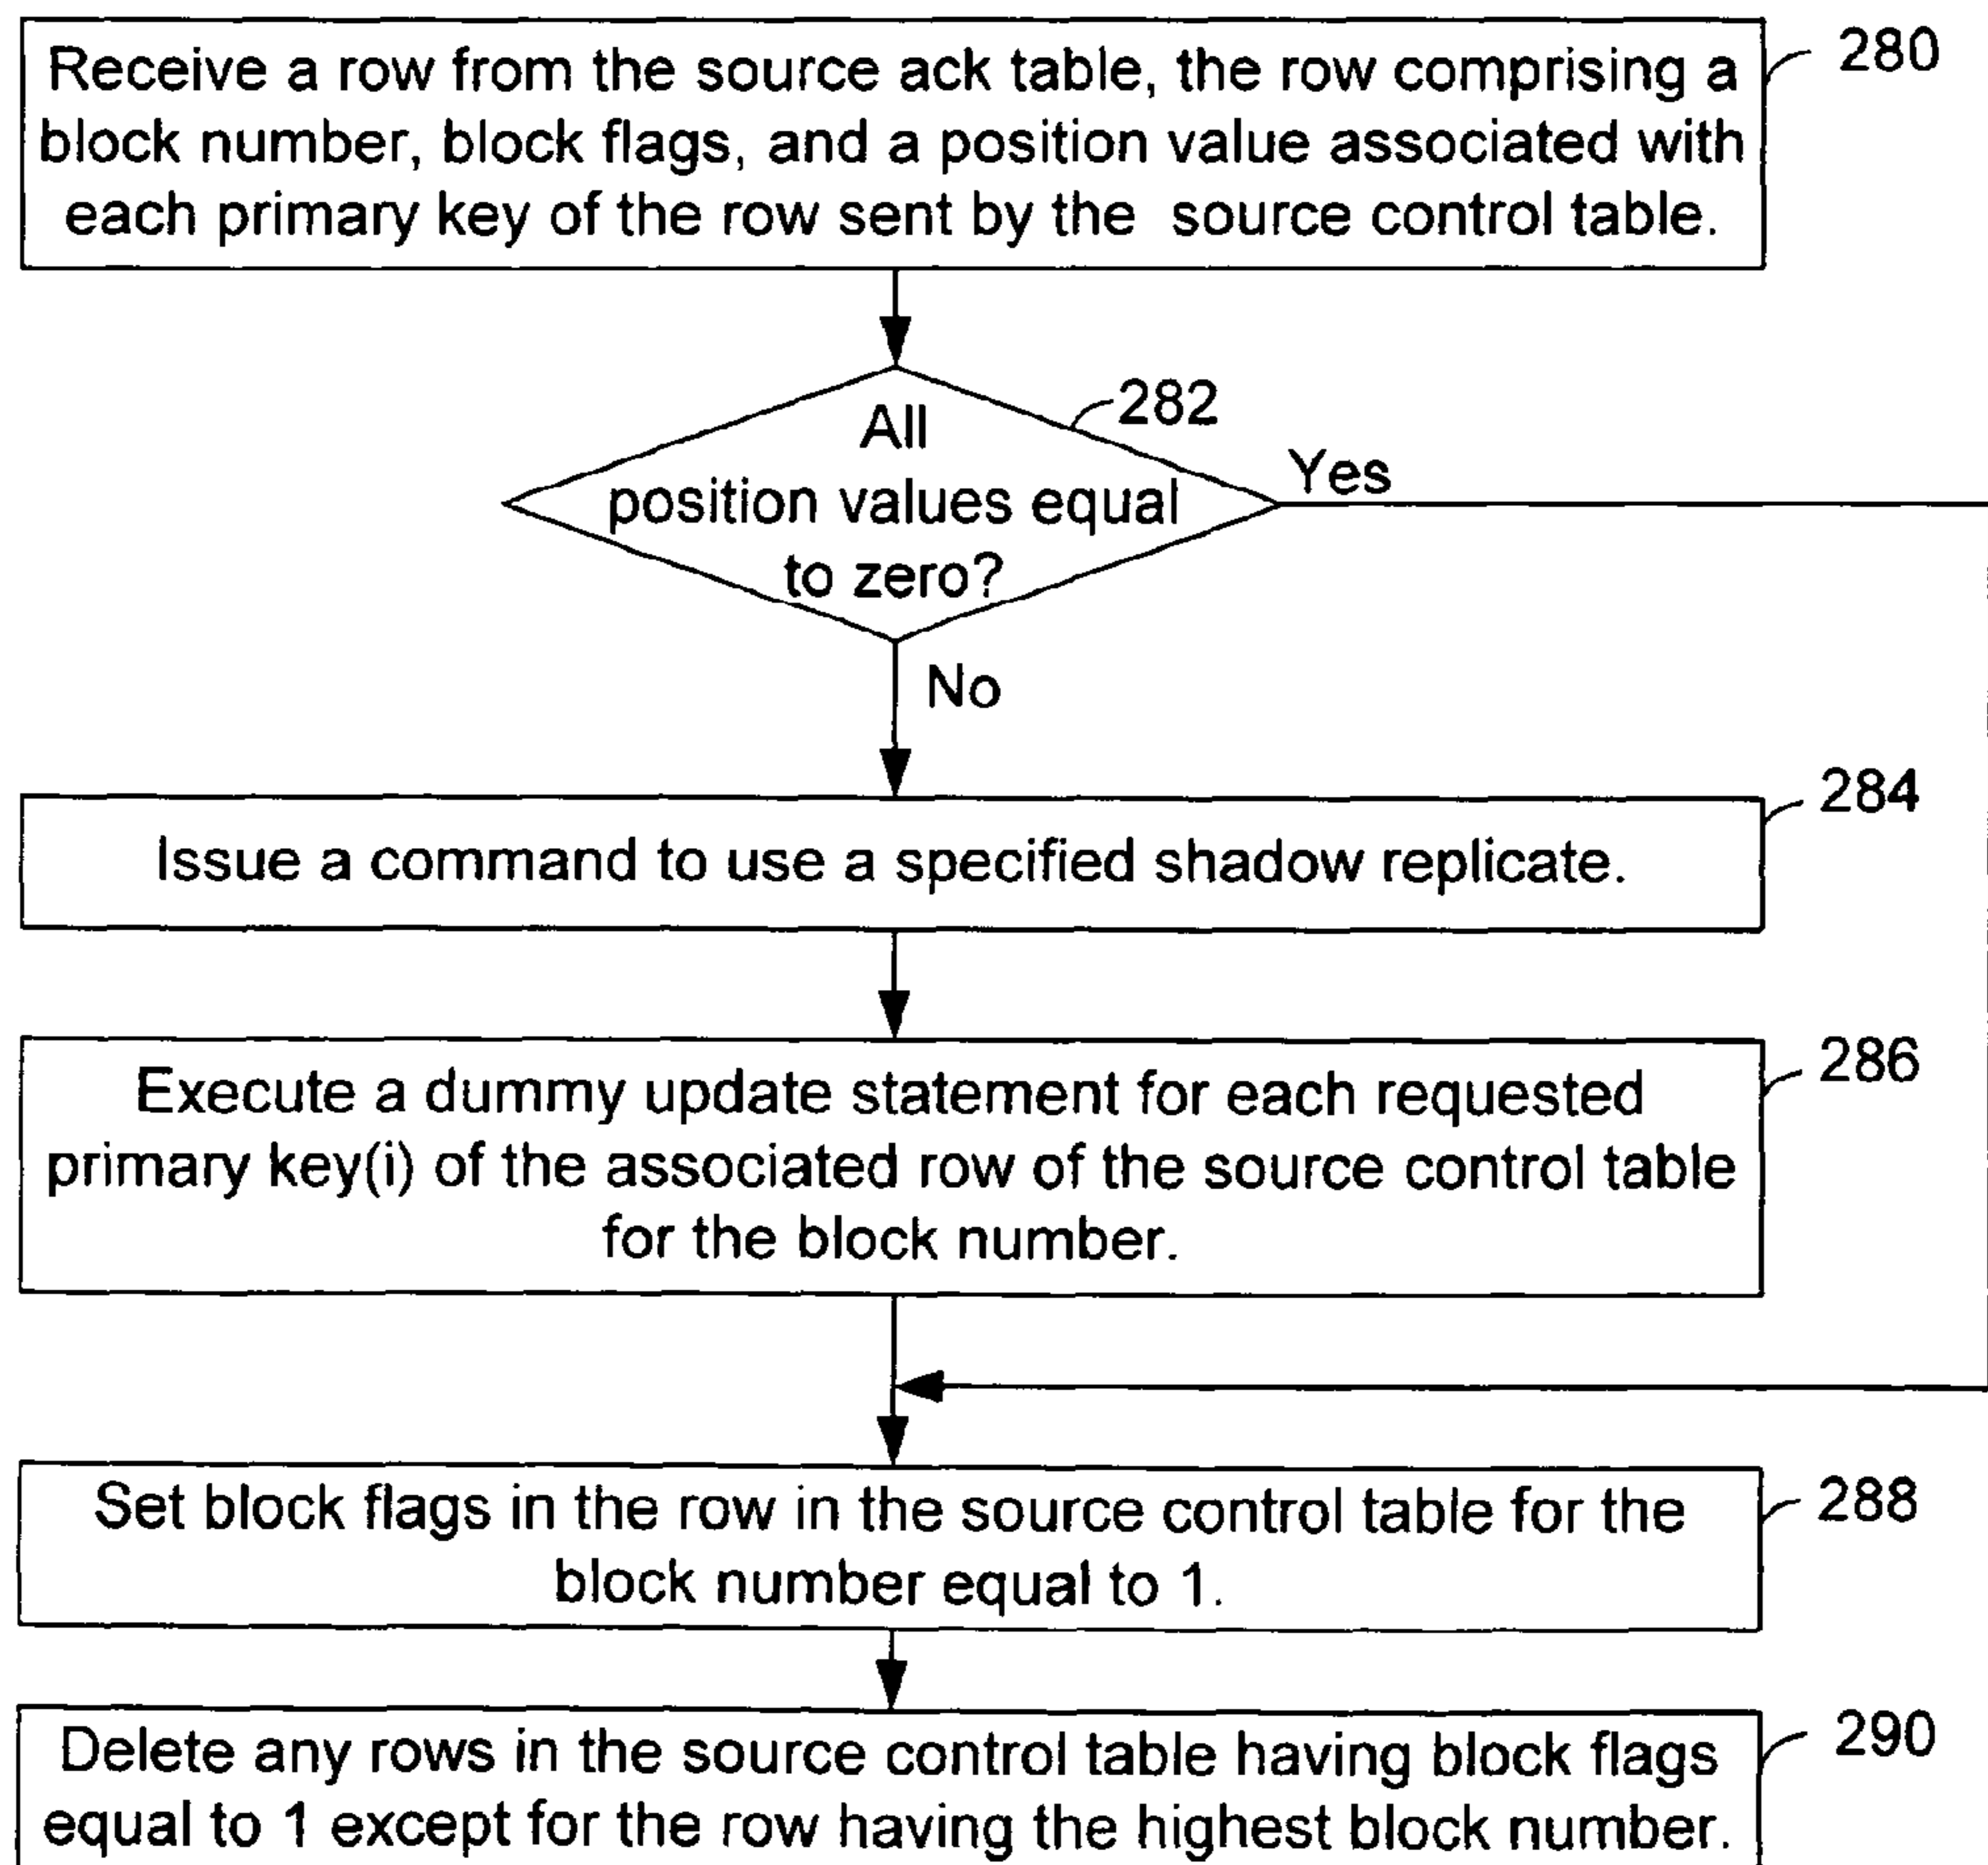 Receive a row from the source ack table, the row comprising a
block number, block flags, and a position value associated with
each primary key of the row sent by the source control table.
280
All
position values equal
to zero?
282
Yes
No
Issue a command to use a specified shadow replicate.
284
Execute a dummy update statement for each requested
primary key(i) of the associated row of the source control table
for the block number.
286
Set block flags in the row in the source control table for the
block number equal to 1.
288
Delete any rows in the source control table having block flags
equal to 1 except for the row having the highest block number.
290